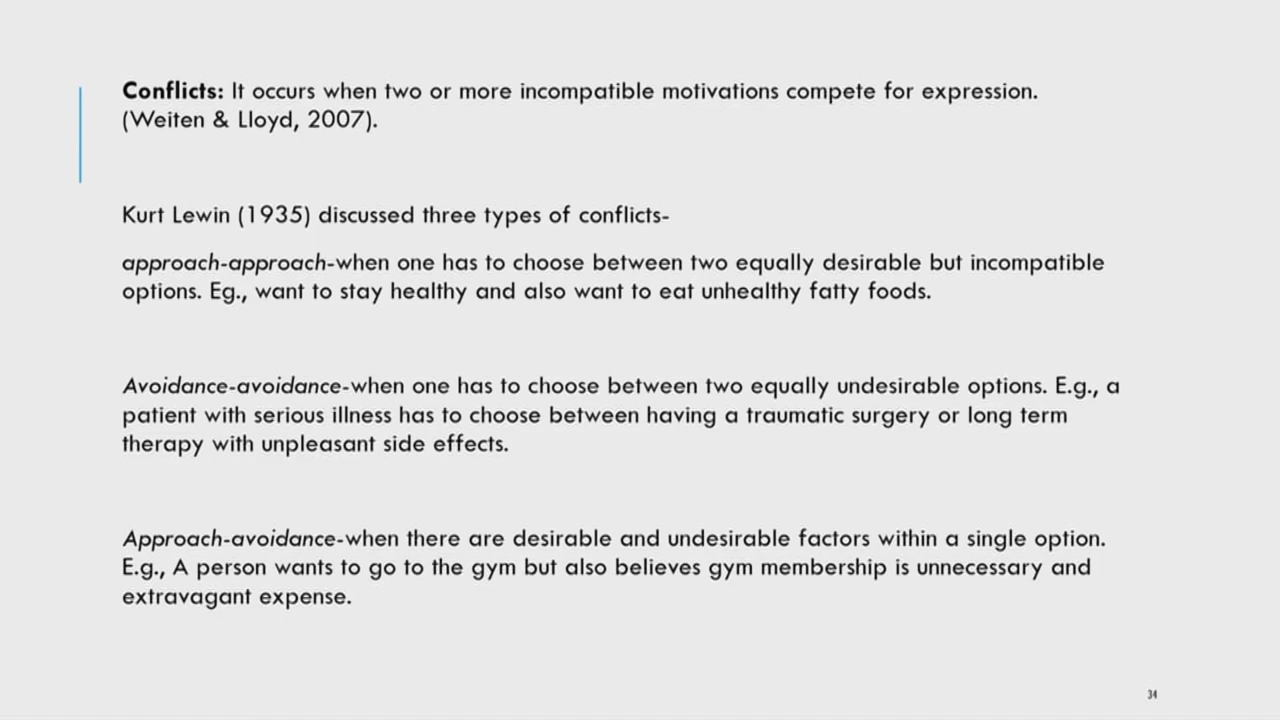 Conflicts: It occurs when two or more incompatible motivations compete for expression.
(Weiten & Lloyd, 2007).
Kurt Lewin (1935) discussed three types of conflicts-
approach-approach-when one has to choose between two equally desirable but incompatible
options. Eg., want to stay healthy and also want to eat unhealthy fatty foods.
Avoidance-avoidance-when one has to choose between two equally undesirable options. E.g., a
patient with serious illness has to choose between having a traumatic surgery or long term
therapy with unpleasant side effects.
Approach-avoidance-when there are desirable and undesirable factors within a single option.
E.g., A person wants to go to the gym but also believes gym membership is unnecessary and
extravagant expense.
34